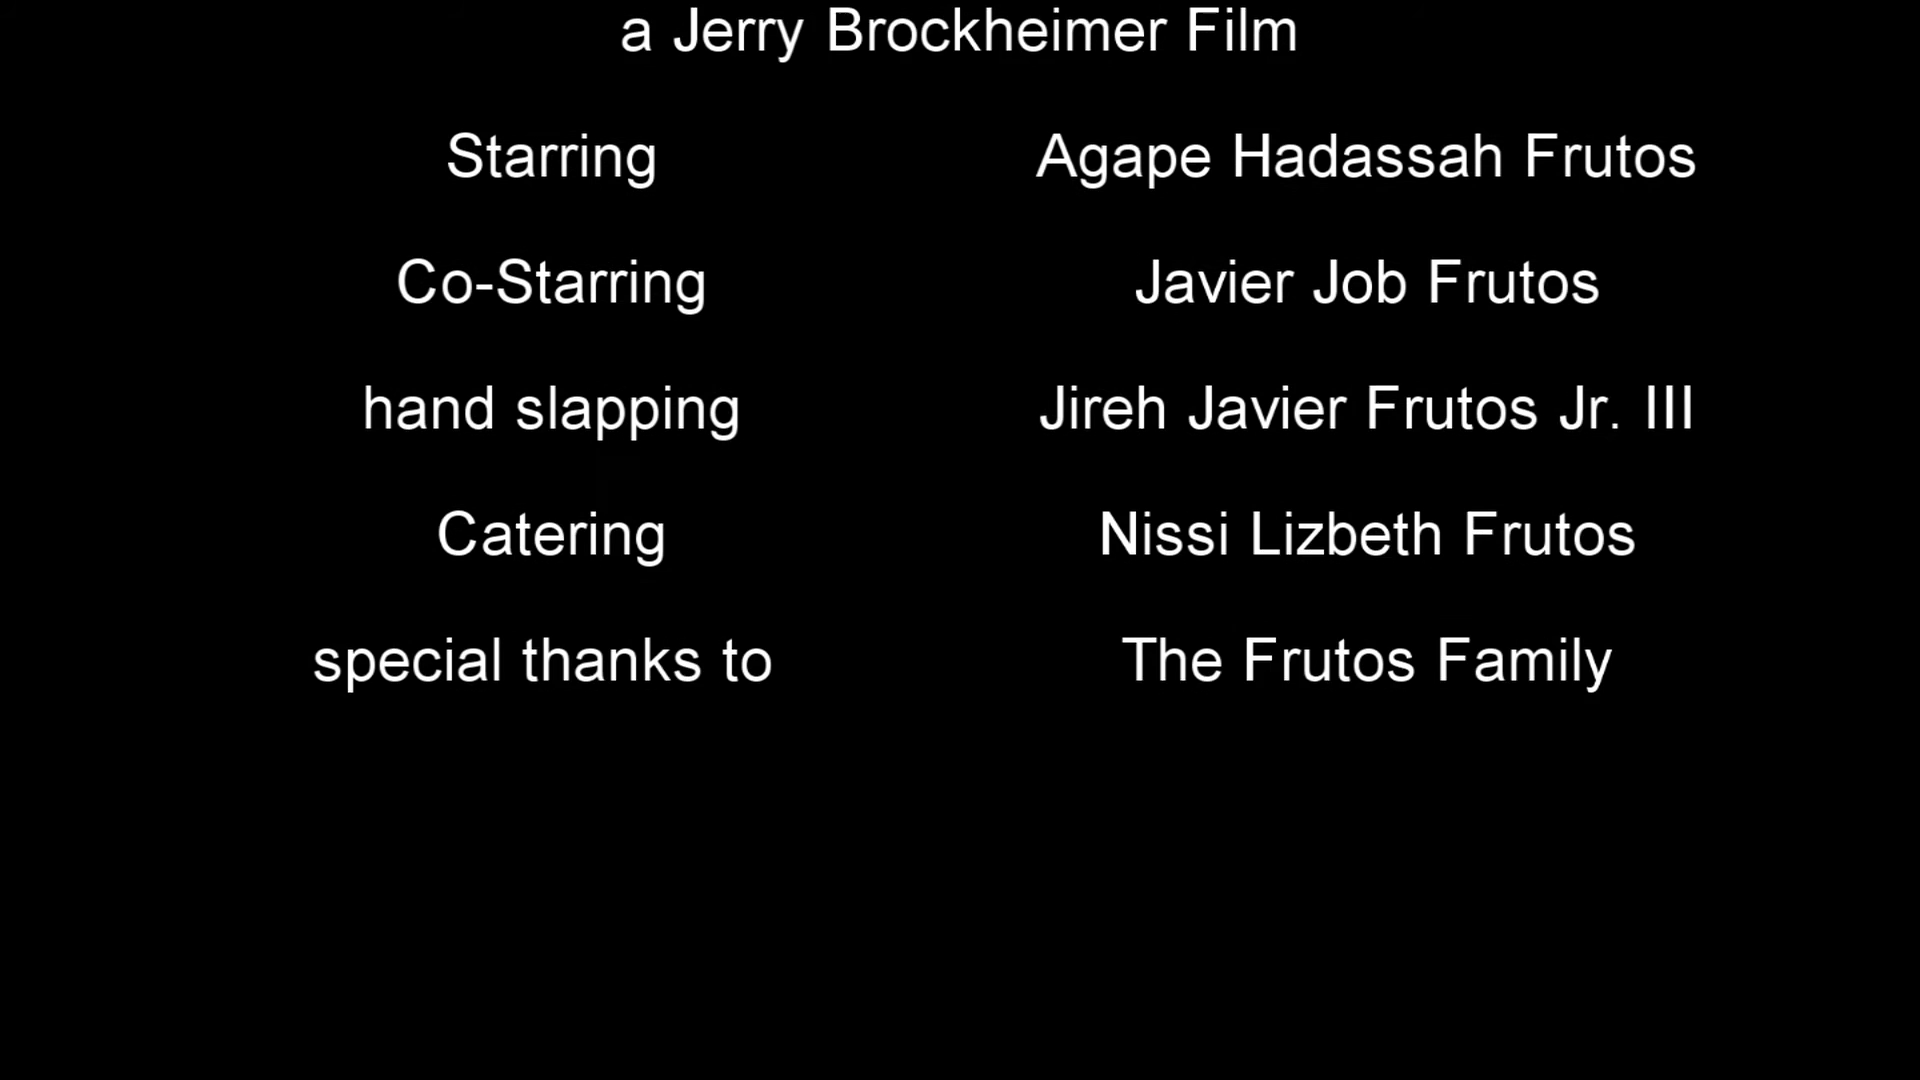 a Jerry Brockheimer Film
Starring Agape Hadassah Frutos
Co-Starring Javier Job Frutos
hand slapping Jireh Javier Frutos Jr. III
Catering Nissi Lizbeth Frutos
special thanks to The Frutos Family